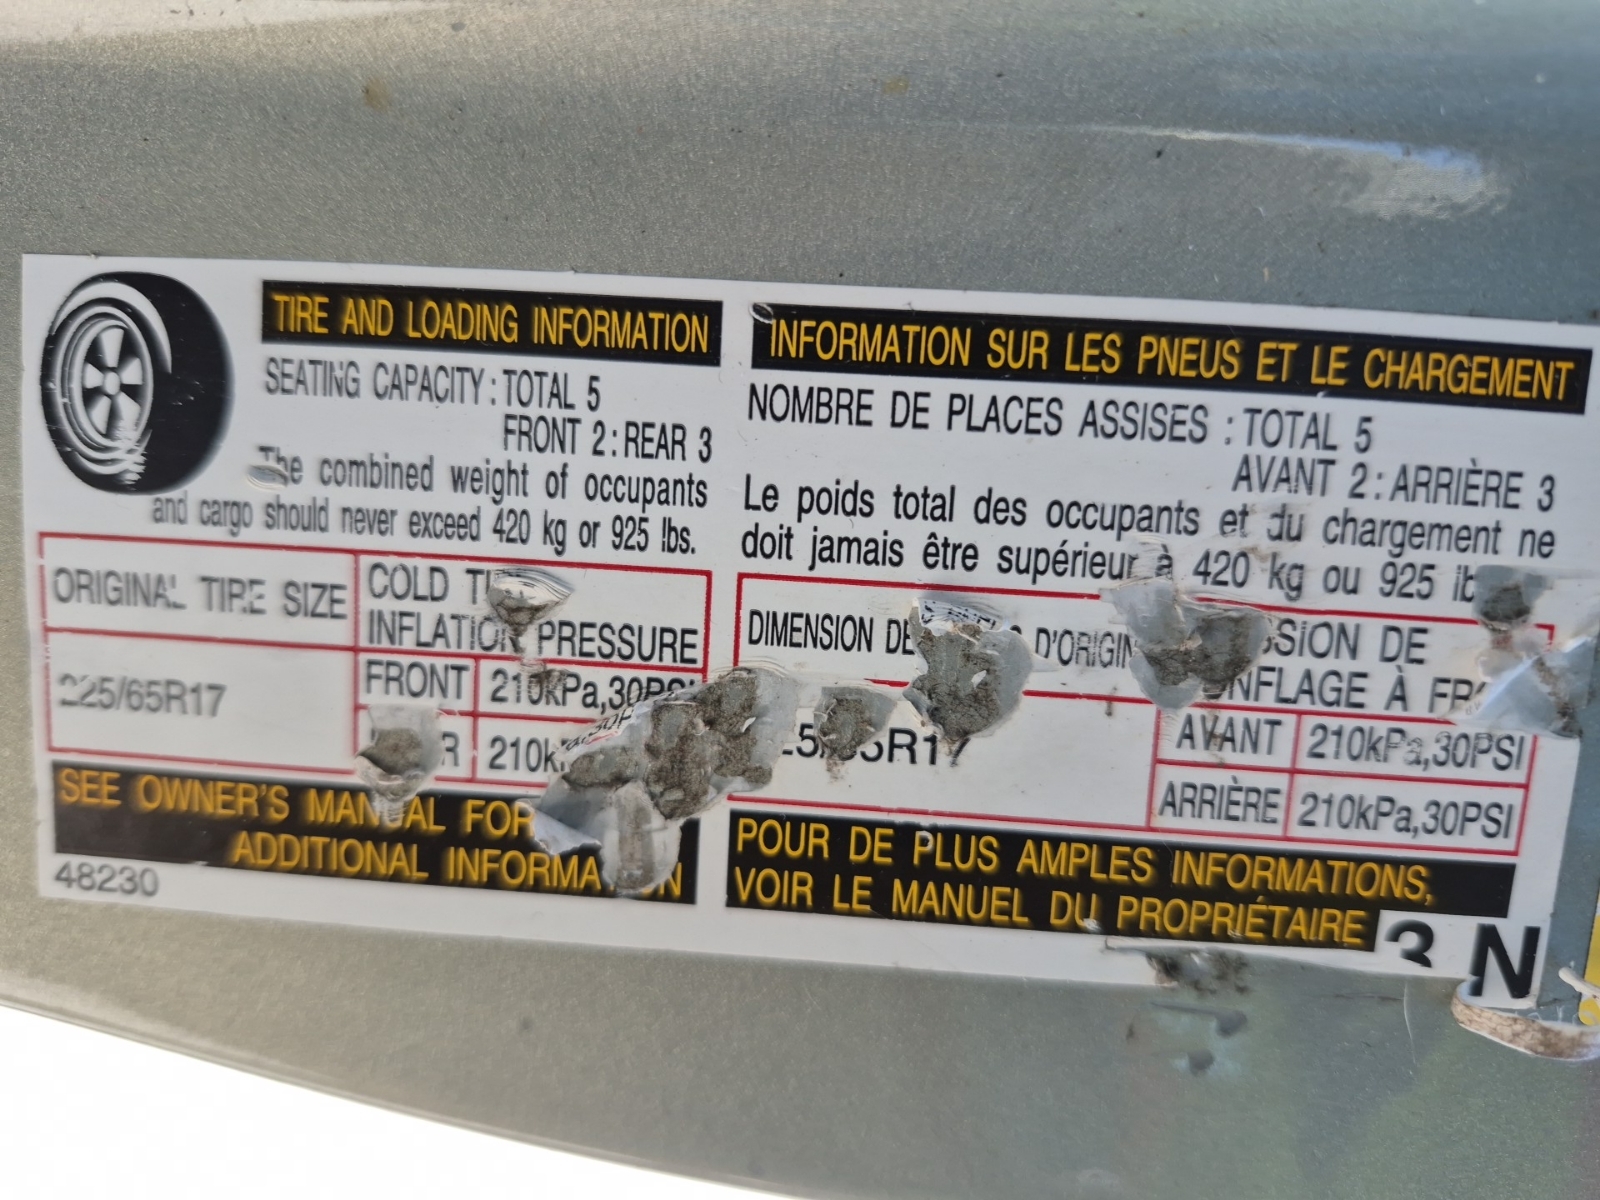 TIRE AND LOADING INFORMATION
SEATING CAPACITY: TOTAL 5
FRONT 2: REAR 3
The combined weight of occupants
and cargo should never exceed 420 kg or 925 lbs.
ORIGINAL TIRE SIZE
COLD
INFLATION PRESSURE
225/65R17
FRONT 210kPa,30PSI
210k
SEE OWNER'S MANUAL FOR
ADDITIONAL INFORMATION
48230
INFORMATION SUR LES PNEUS ET LE CHARGEMENT
NOMBRE DE PLACES ASSISES : TOTAL 5
AVANT 2: ARRIÈRE 3
Le poids total des occupants et du chargement ne
doit jamais être supérieur à 420 kg ou 925
DIMENSION D'ORIGIN
SSION DE
NFLAGE À FR
5R17
AVANT 210kPa,30PSI
ARRIÈRE 210kPa,30PSI
POUR DE PLUS AMPLES INFORMATIONS,
VOIR LE MANUEL DU PROPRIÉTAIRE
3 N